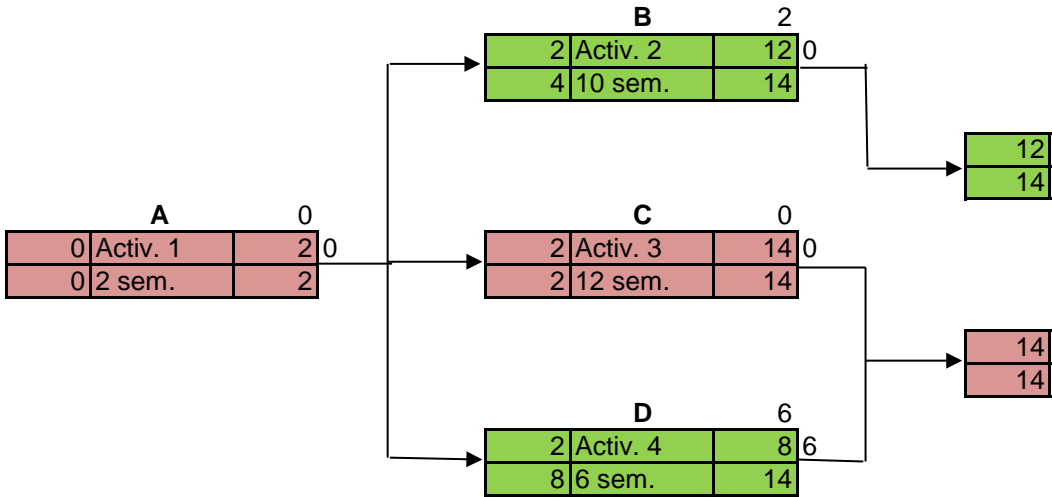 B 2
2 Activ. 2 12 0
4 10 sem. 14
12
14
A 0
0 Activ. 1 2 0
0 2 sem. 2
C 0
2 Activ. 3 14 0
2 12 sem. 14
14
14
D 6
2 Activ. 4 8 6
8 6 sem. 14